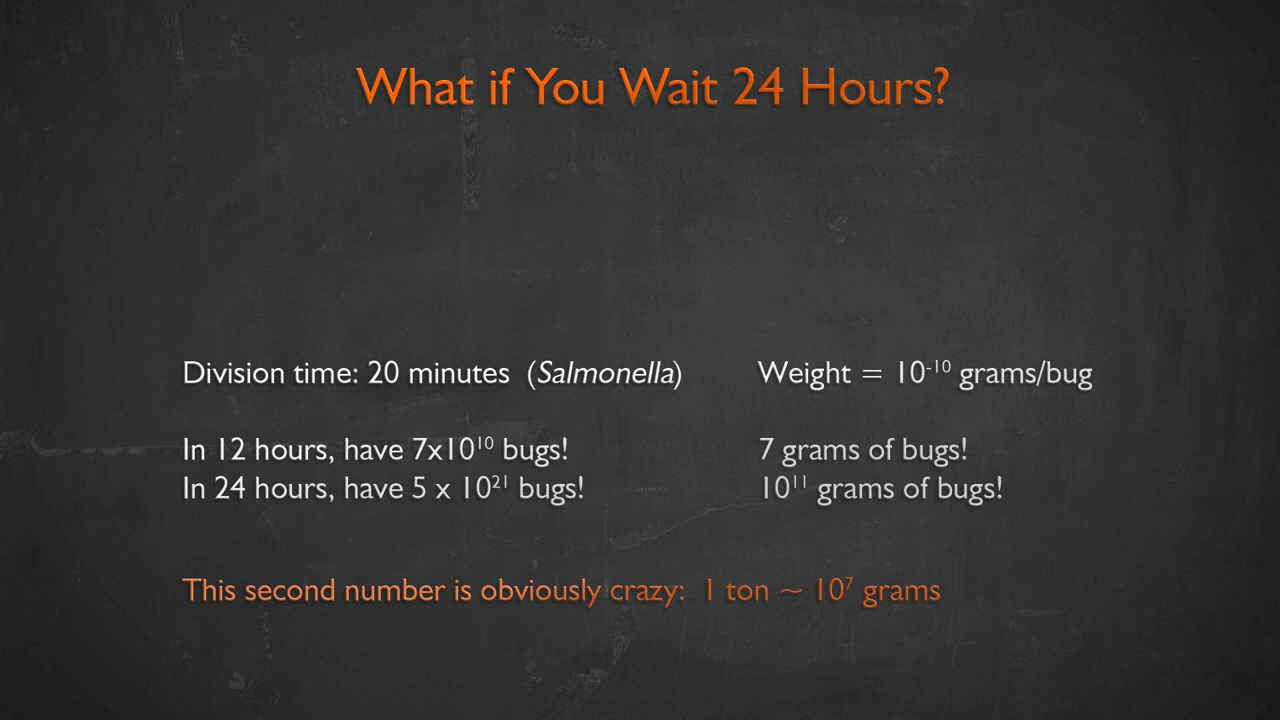 What if You Wait 24 Hours?
Division time: 20 minutes (Salmonella)
Weight = 10⁻¹⁰ grams/bug
In 12 hours, have 7x10¹⁰ bugs!
7 grams of bugs!
In 24 hours, have 5 x 10²¹ bugs!
10¹¹ grams of bugs!
This second number is obviously crazy: 1 ton ~ 10⁷ grams